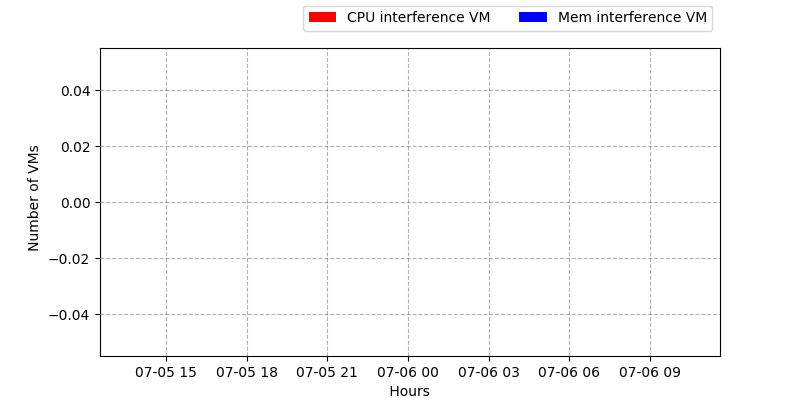 CPU interference VM Mem interference VM
0.04
0.02
0.00
−0.02
−0.04
Number of VMs
07-05 15 07-05 18 07-05 21 07-06 00 07-06 03 07-06 06 07-06 09
Hours